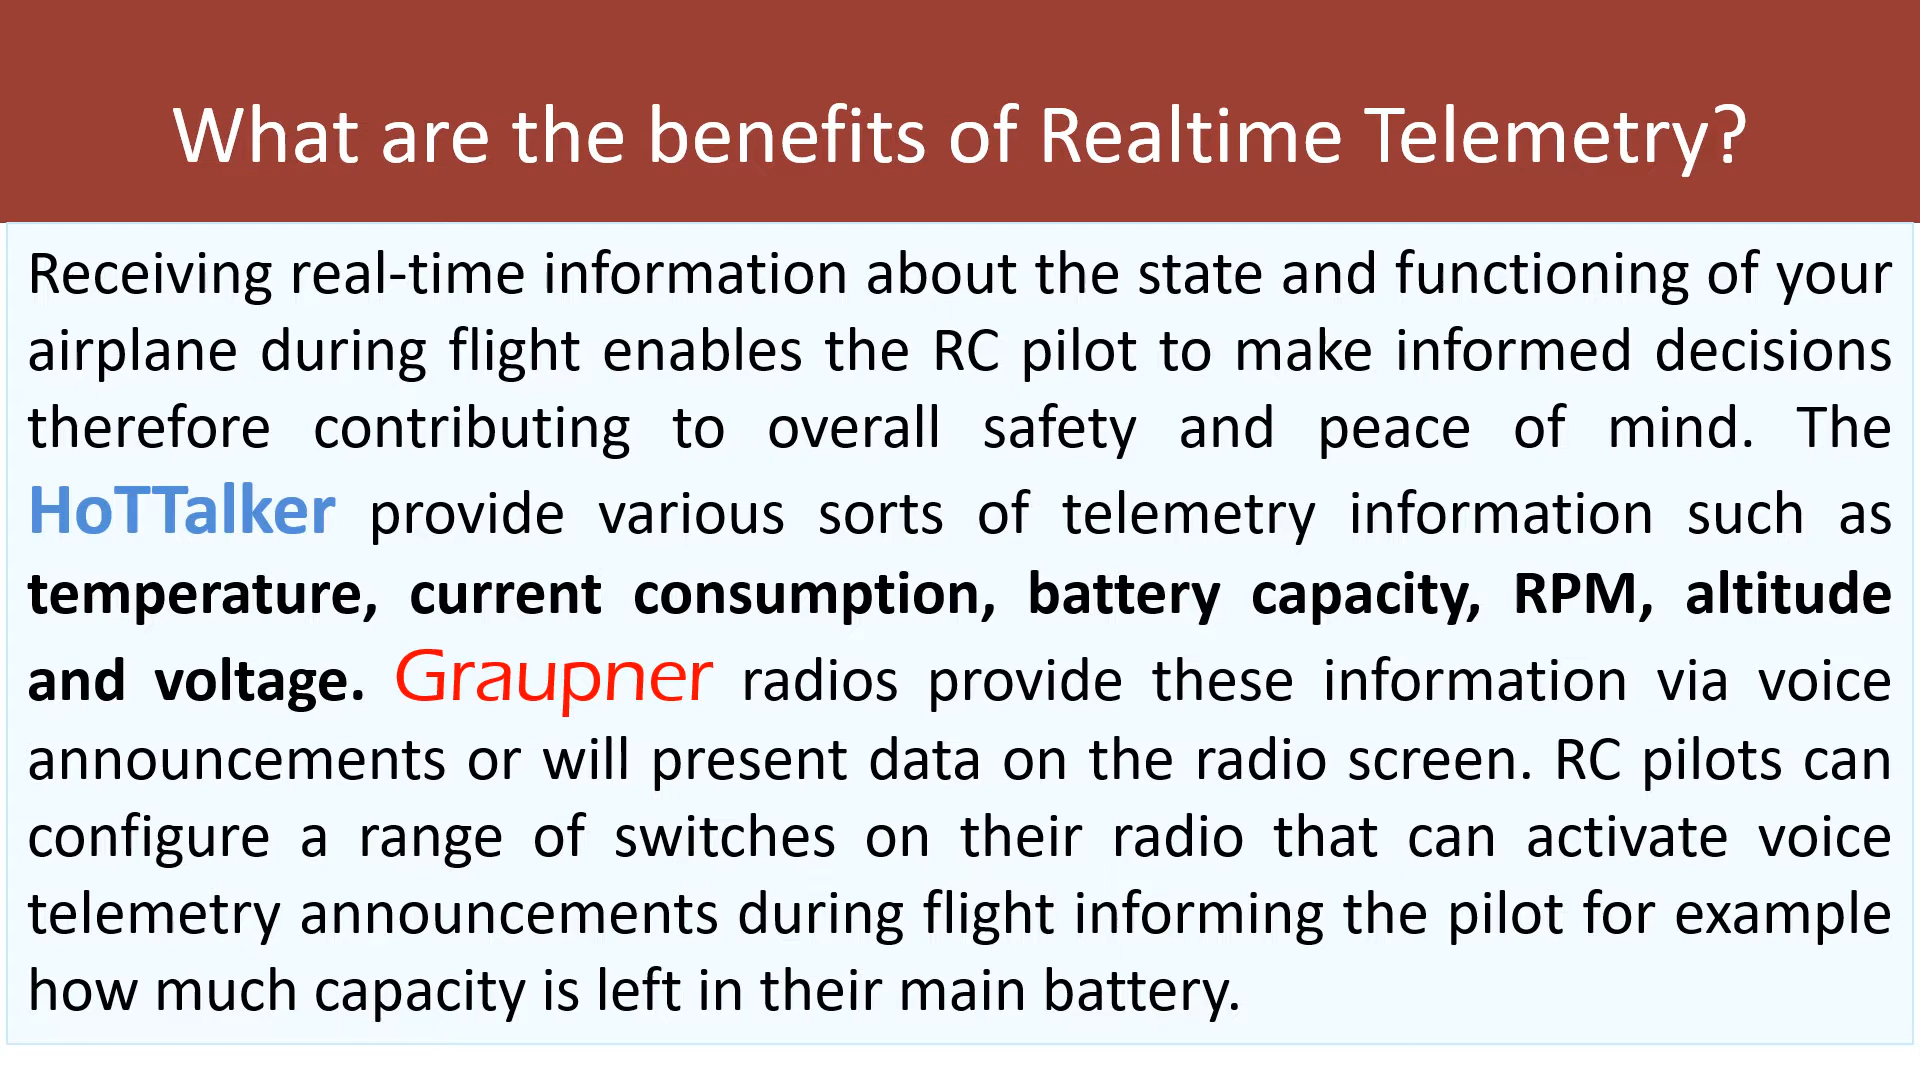 What are the benefits of Realtime Telemetry?
Receiving real-time information about the state and functioning of your
airplane during flight enables the RC pilot to make informed decisions
therefore contributing to overall safety and peace of mind. The
HoTTalker provide various sorts of telemetry information such as
temperature, current consumption, battery capacity, RPM, altitude
and voltage. Graupner radios provide these information via voice
announcements or will present data on the radio screen. RC pilots can
configure a range of switches on their radio that can activate voice
telemetry announcements during flight informing the pilot for example
how much capacity is left in their main battery.